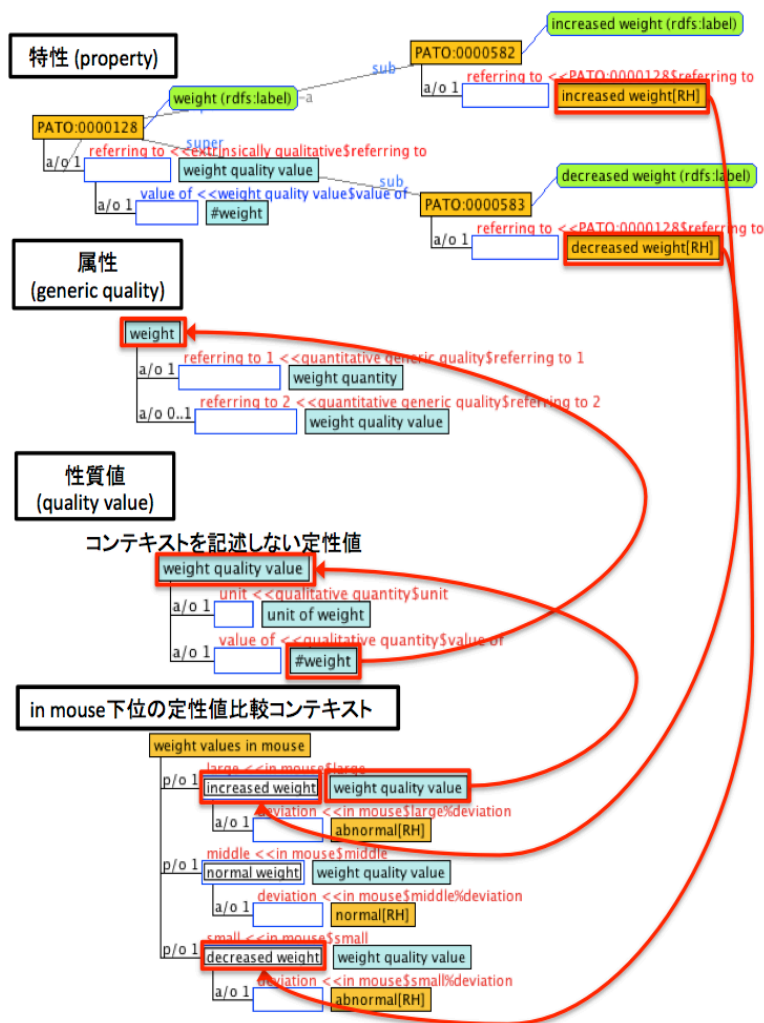 特性 (property)
increased weight (rdfs:label)
PATO:0000582
sub
referring to <<PATO:0000128$referring to
a/o 1
increased weight[RH]
weight (rdfs:label)
PATO:0000128
super
referring to <<extrinsically qualitative$referring to
a/o 1
weight quality value
value of <<weight quality value$value of
a/o 1
#weight
sub
decreased weight (rdfs:label)
PATO:0000583
referring to <<PATO:0000128$referring to
a/o 1
decreased weight[RH]
属性
(generic quality)
weight
referring to 1 <<quantitative generic quality$referring to 1
a/o 1
weight quantity
referring to 2 <<quantitative generic quality$referring to 2
a/o 0..1
weight quality value
性質値
(quality value)
コンテキストを記述しない定性値
weight quality value
unit <<qualitative quantity$unit
a/o 1
unit of weight
value of <<qualitative quantity$value of
a/o 1
#weight
in mouse下位の定性値比較コンテキスト
weight values in mouse
large <<in mouse$large
p/o 1
increased weight
weight quality value
deviation <<in mouse$large%deviation
a/o 1
abnormal[RH]
middle <<in mouse$middle
p/o 1
normal weight
weight quality value
deviation <<in mouse$middle%deviation
a/o 1
normal[RH]
small <<in mouse$small
p/o 1
decreased weight
weight quality value
deviation <<in mouse$small%deviation
a/o 1
abnormal[RH]